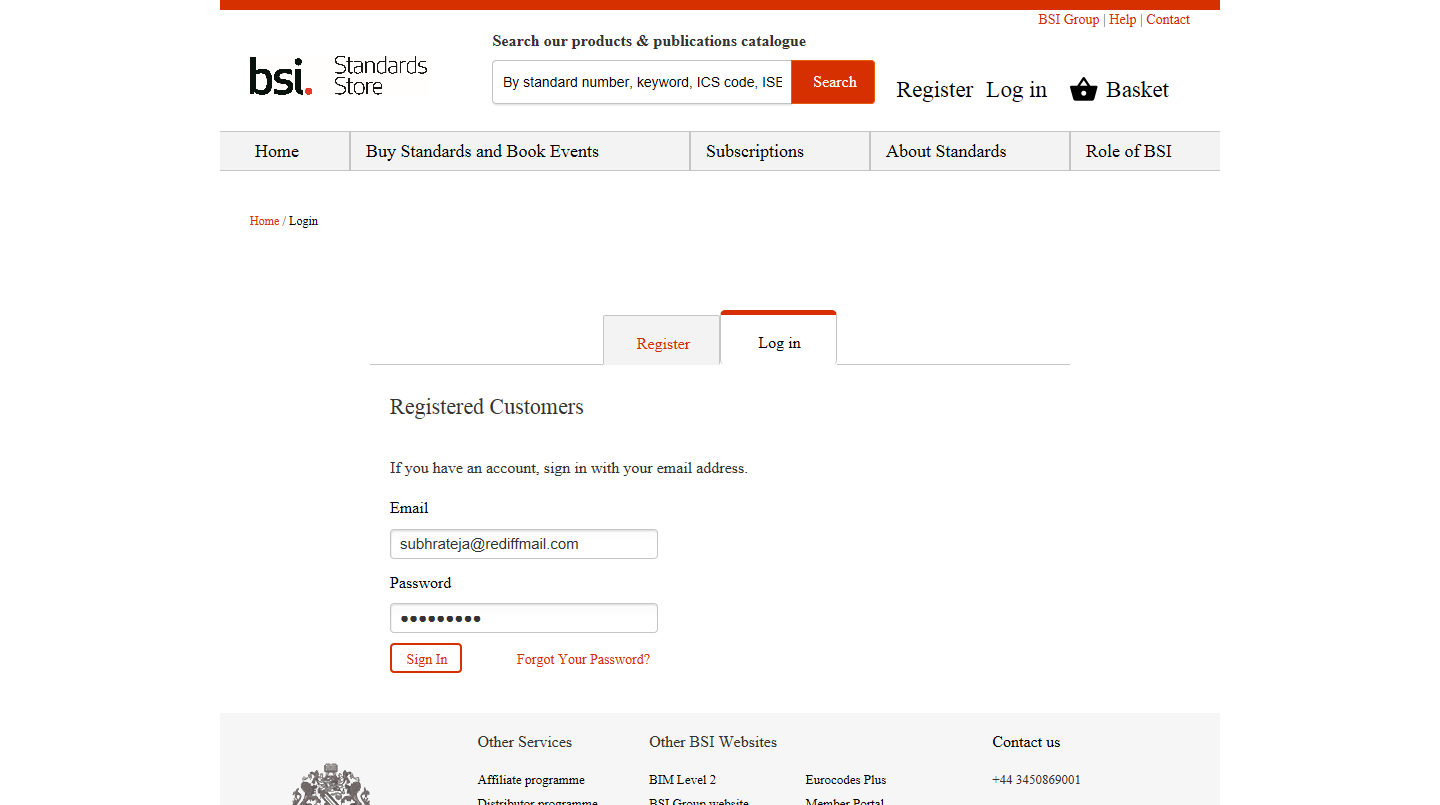 BSI Group | Help | Contact
Search our products & publications catalogue
bsi. Standards Store
By standard number, keyword, ICS code, ISE
Search
Register Log in Basket
Home Buy Standards and Book Events Subscriptions About Standards Role of BSI
Home / Login
Register Log in
Registered Customers
If you have an account, sign in with your email address.
Email
subhrateja@rediffmail.com
Password
•••••••••
Sign In Forgot Your Password?
Other Services Other BSI Websites Contact us
Affiliate programme BIM Level 2 Eurocodes Plus +44 3450869001
Distributor programme BSI Group website Member Portal